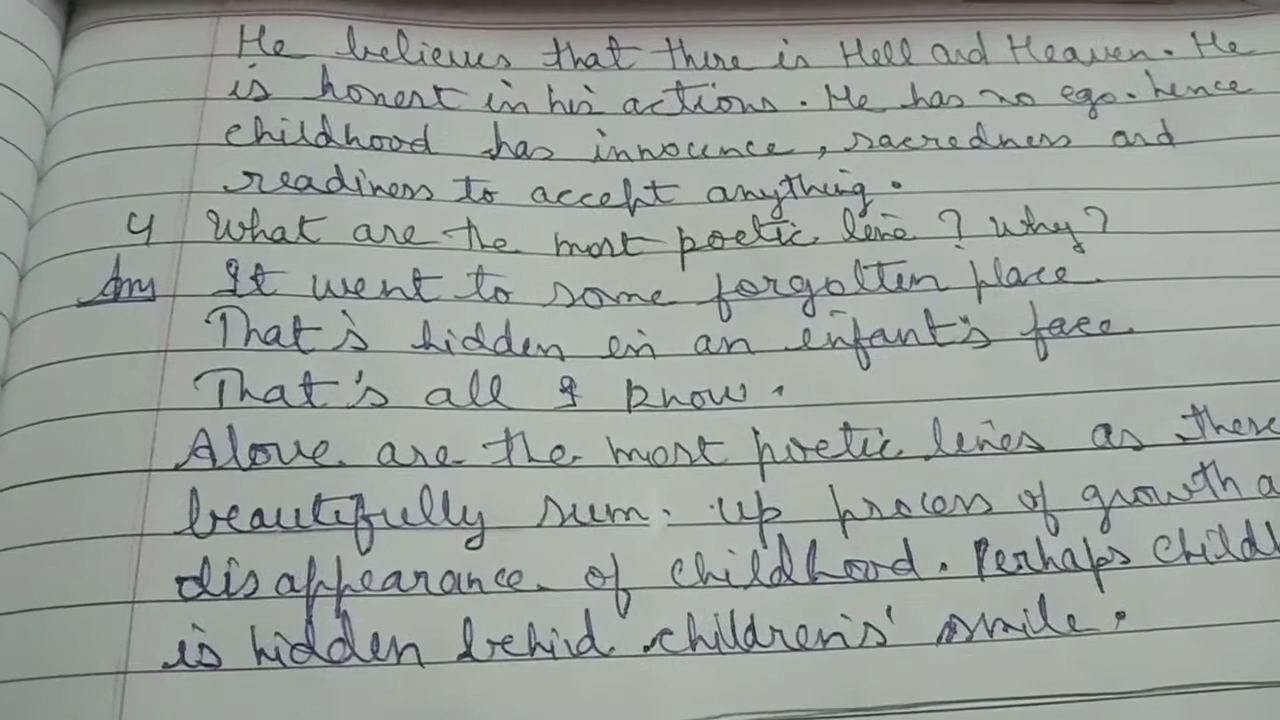 He believes that there is Hell and Heaven. He
is honest in his actions. He has no ego. hence
childhood has innocence, sacredness and
readiness to accept anything.
4 What are the most poetic line? Why?
Ans It went to some forgotten place
That's hidden in an infant's face.
That's all I know.
Above are the most poetic lines as these
beautifully sum up process of growth a
disappearance of childhood. Perhaps child
is hidden behind children's' smile.